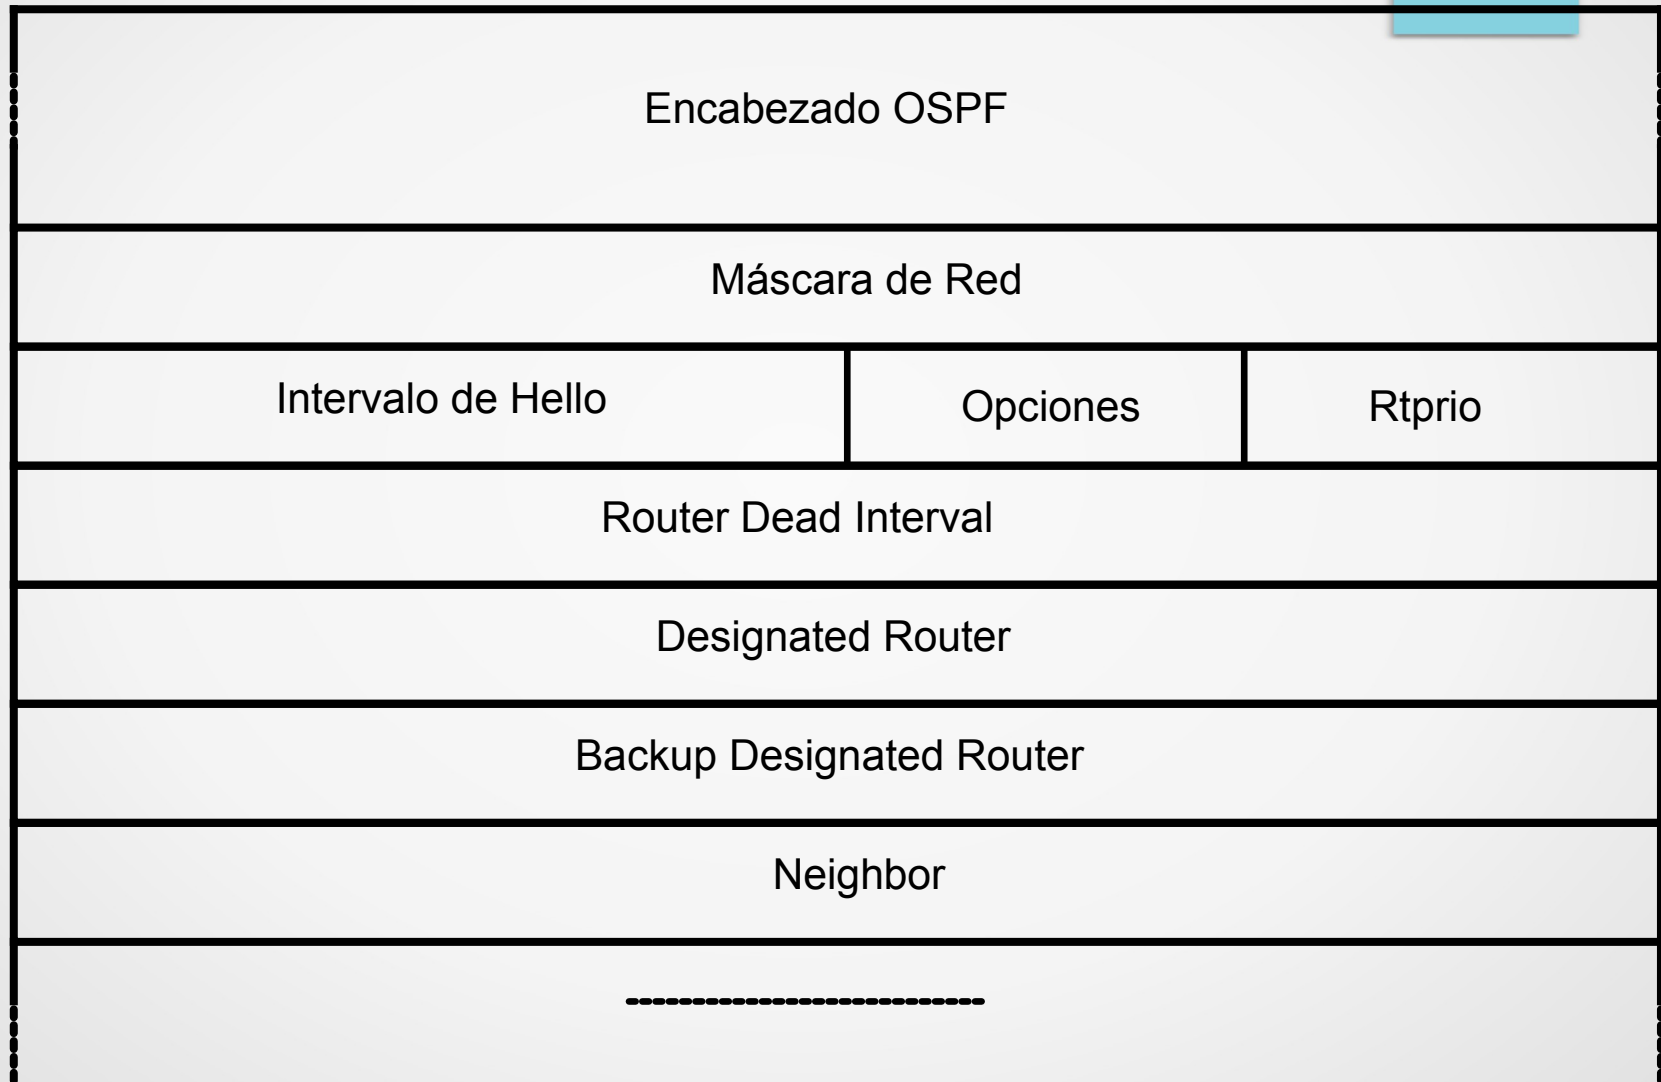 Encabezado OSPF
Máscara de Red
Intervalo de Hello
Opciones
Rtprio
Router Dead Interval
Designated Router
Backup Designated Router
Neighbor